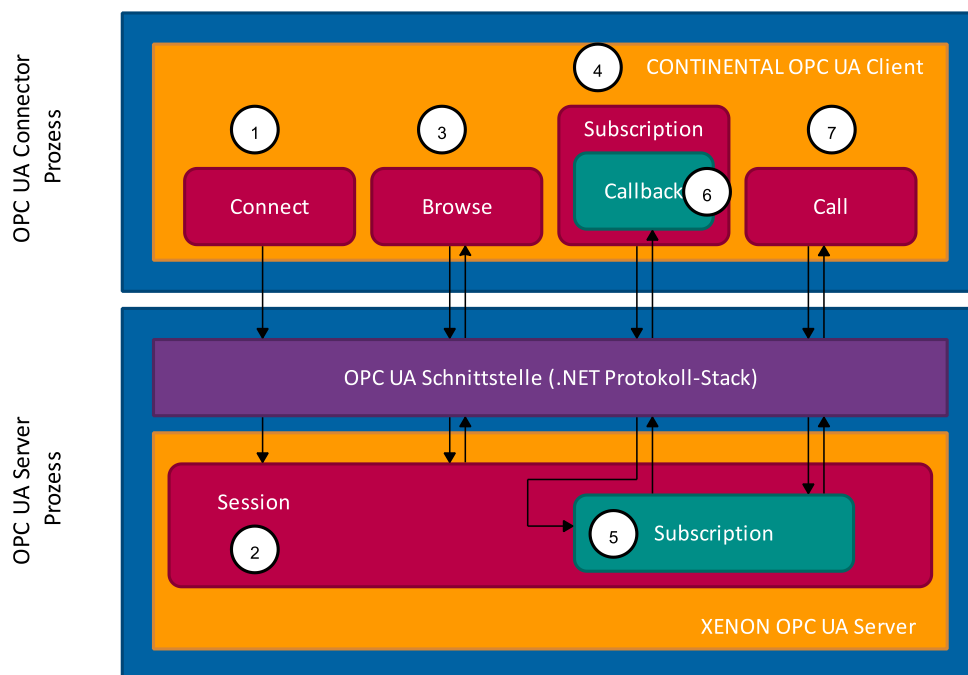 OPC UA Connector
Prozess
4
CONTINENTAL OPC UA Client
1
3
Subscription
7
Connect
Browse
Callback
6
Call
OPC UA Server
Prozess
OPC UA Schnittstelle (.NET Protokoll-Stack)
Session
2
5
Subscription
XENON OPC UA Server